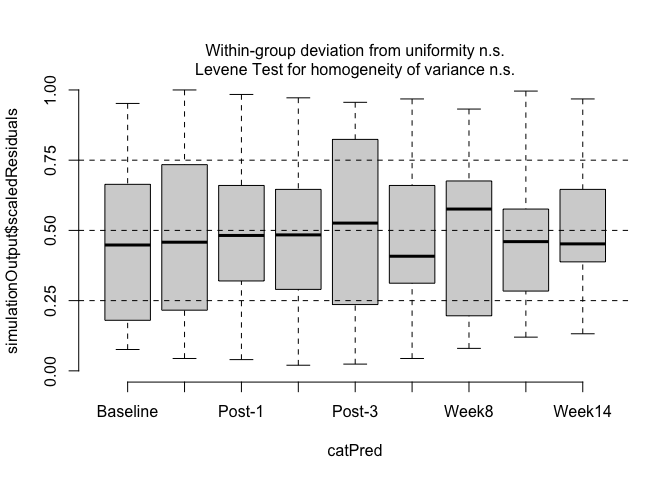 Within-group deviation from uniformity n.s.
Levene Test for homogeneity of variance n.s.
simulationOutput$scaledResiduals
1.00
0.75
0.50
0.25
0.00
Baseline Post-1 Post-3 Week8 Week14
catPred